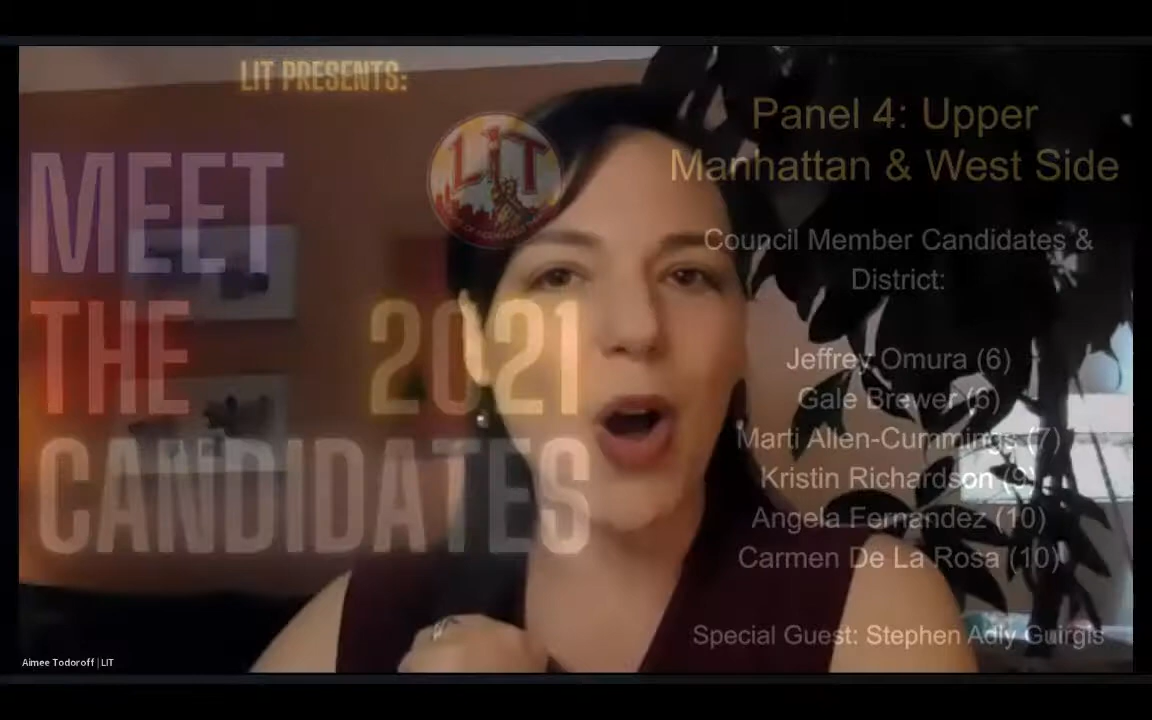 LIT PRESENTS:
LIT
MEET
THE 2021
CANDIDATES
Panel 4: Upper
Manhattan & West Side
Council Member Candidates &
District:
Jeffrey Omura (6)
Gale Brewer (6)
Marti Allen-Cummings (7)
Kristin Richardson (9)
Angela Fernandez (10)
Carmen De La Rosa (10)
Special Guest: Stephen Adly Guirgis
Aimee Todoroff | LIT